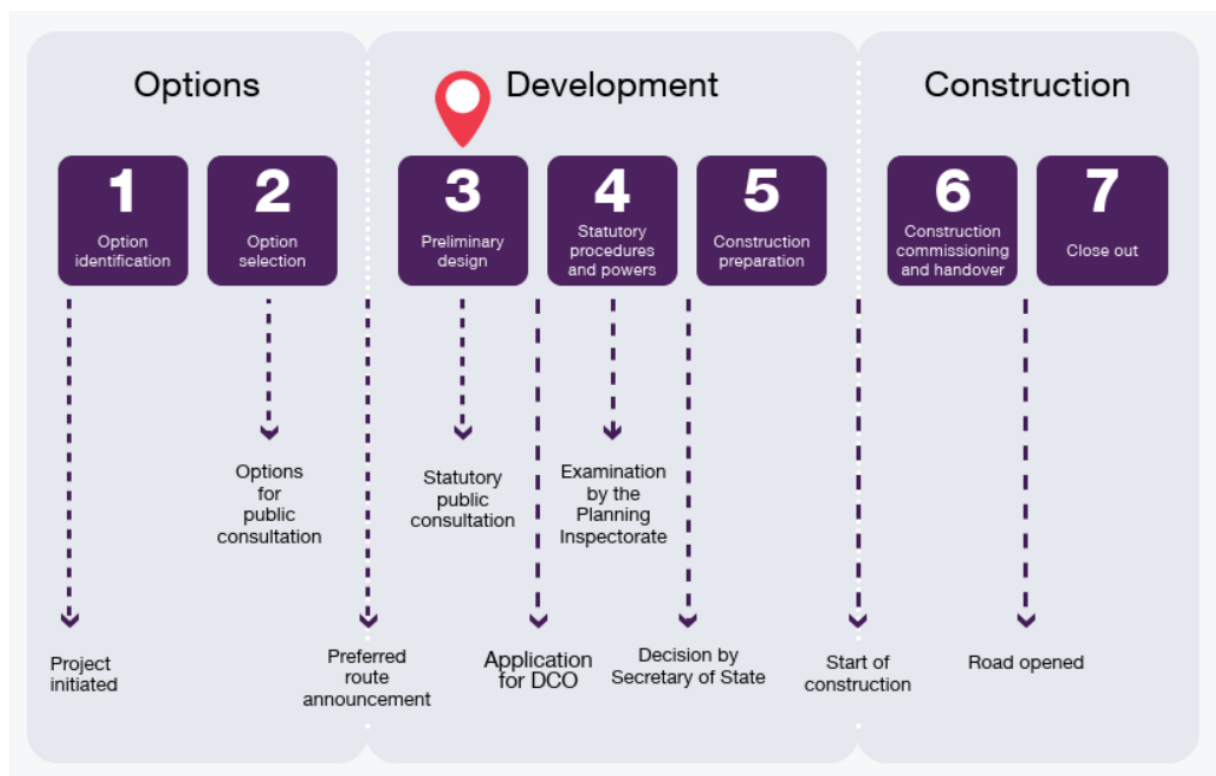 Options
Development
Construction
1
Option
identification
2
Option
selection
3
Preliminary
design
4
Statutory
procedures
and powers
5
Construction
preparation
6
Construction
commissioning
and handover
7
Close out
Options
for
public
consultation
Statutory
public
consultation
Examination
by the
Planning
Inspectorate
Project
initiated
Preferred
route
announcement
Application
for DCO
Decision by
Secretary of State
Start of
construction
Road opened